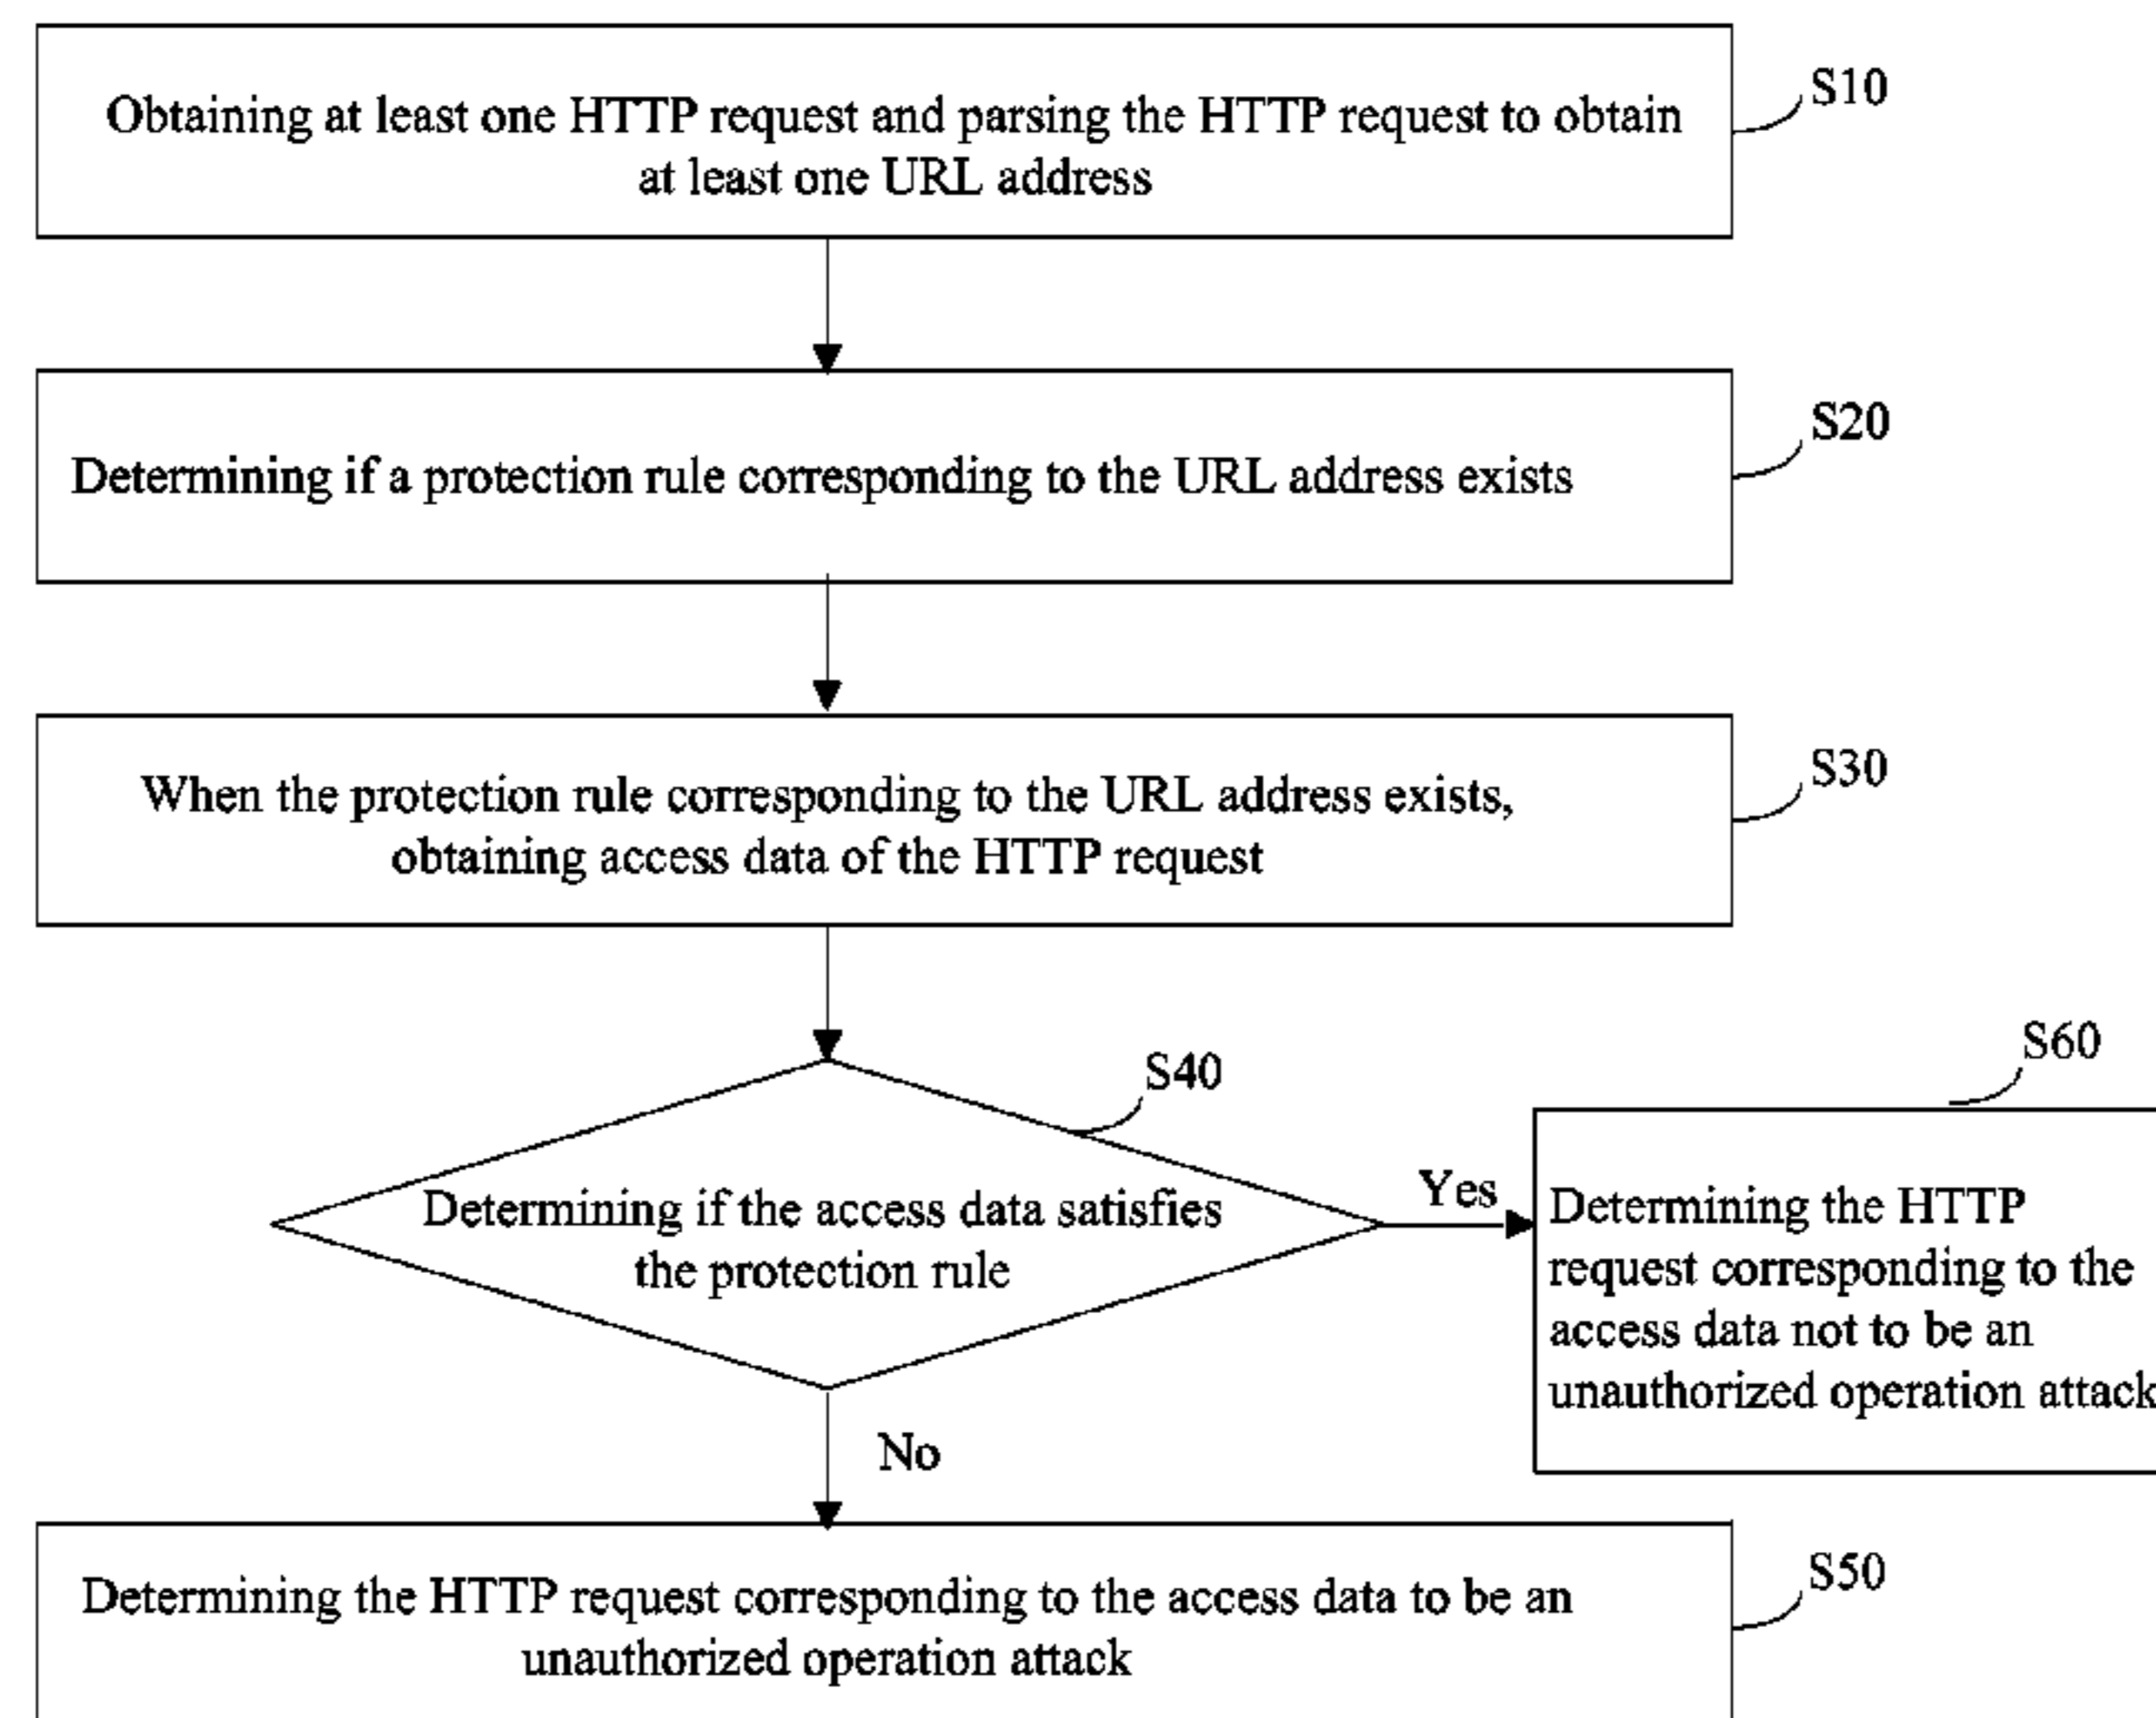 Obtaining at least one HTTP request and parsing the HTTP request to obtain
at least one URL address
S10
Determining if a protection rule corresponding to the URL address exists
S20
When the protection rule corresponding to the URL address exists,
obtaining access data of the HTTP request
S30
S40
Determining if the access data satisfies
the protection rule
Yes
S60
Determining the HTTP
request corresponding to the
access data not to be an
unauthorized operation attack
No
Determining the HTTP request corresponding to the access data to be an
unauthorized operation attack
S50